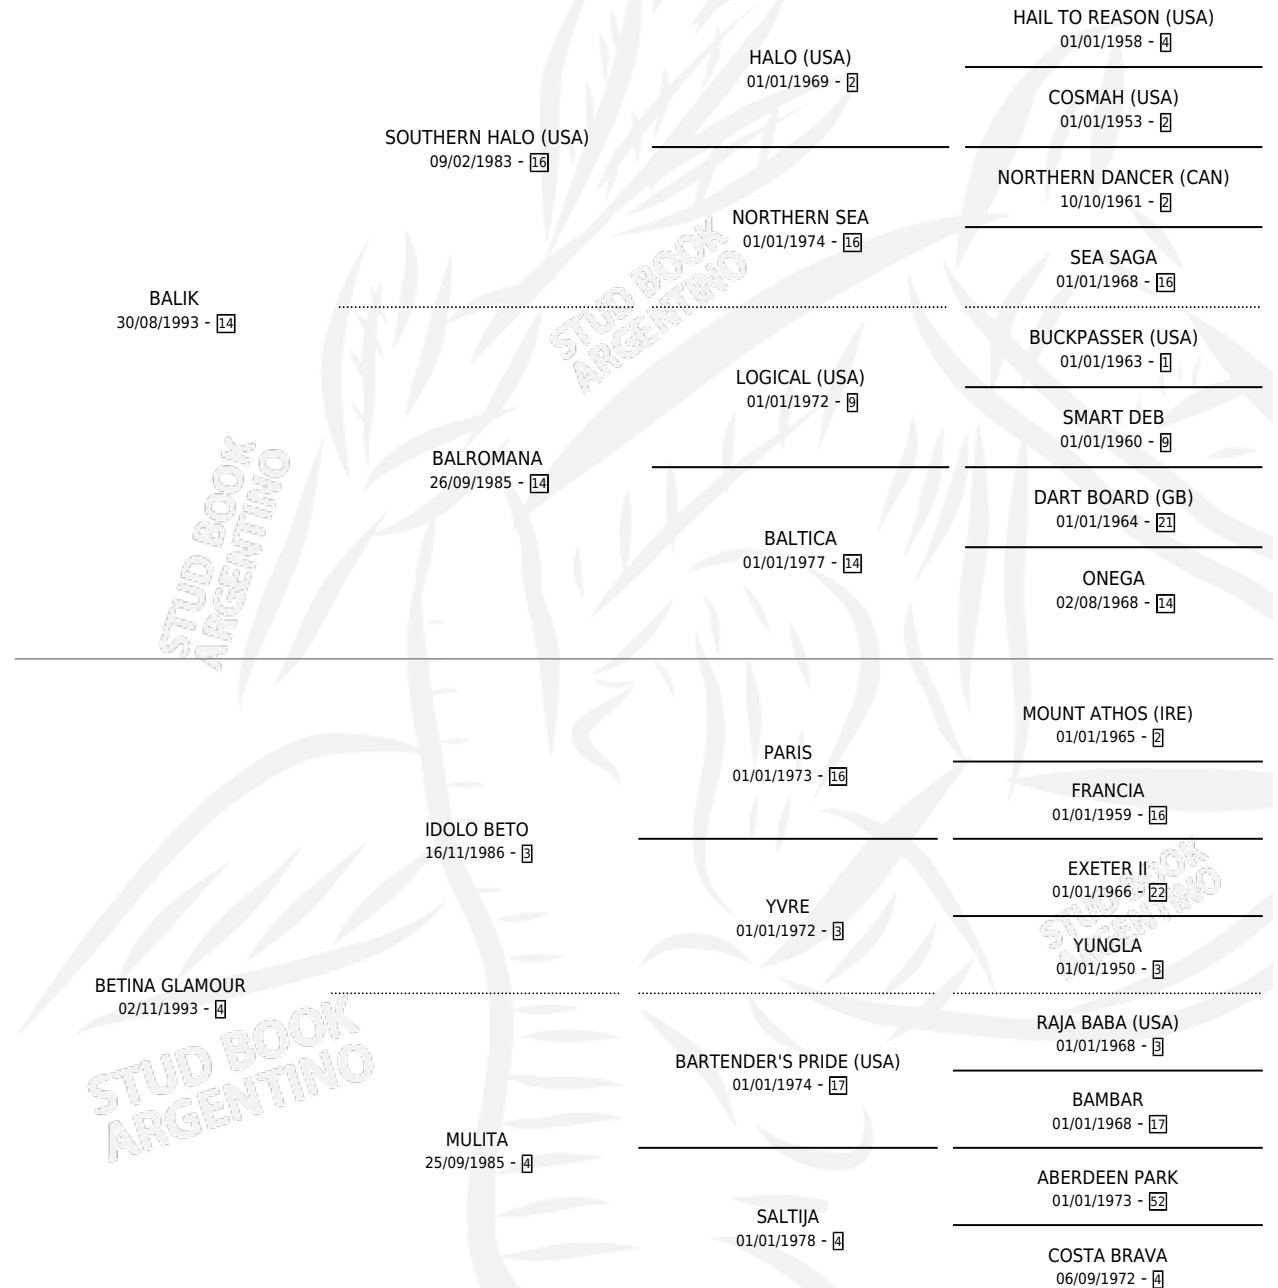 HAIL TO REASON (USA)
01/01/1958 - 4
HALO (USA)
01/01/1969 - 2
COSMAH (USA)
01/01/1953 - 2
SOUTHERN HALO (USA)
09/02/1983 - 16
NORTHERN DANCER (CAN)
10/10/1961 - 2
NORTHERN SEA
01/01/1974 - 16
SEA SAGA
01/01/1968 - 16
BALIK
30/08/1993 - 14
STUD BOOK
ARGENTINO
BUCKPASSER (USA)
01/01/1963 - 1
LOGICAL (USA)
01/01/1972 - 9
SMART DEB
01/01/1960 - 9
BALROMANA
26/09/1985 - 14
DART BOARD (GB)
01/01/1964 - 21
BALTICA
01/01/1977 - 14
ONEGA
02/08/1968 - 14
STUD BOOK
ARGENTINO
MOUNT ATHOS (IRE)
01/01/1965 - 2
PARIS
01/01/1973 - 16
FRANCIA
01/01/1959 - 16
IDOLO BETO
16/11/1986 - 3
EXETER II
01/01/1966 - 22
YVRE
01/01/1972 - 3
STUD BOOK
ARGENTINO
YUNGLA
01/01/1950 - 3
BETINA GLAMOUR
02/11/1993 - 4
STUD BOOK
ARGENTINO
RAJA BABA (USA)
01/01/1968 - 3
BARTENDER'S PRIDE (USA)
01/01/1974 - 17
BAMBAR
01/01/1968 - 17
MULITA
25/09/1985 - 4
ABERDEEN PARK
01/01/1973 - 52
SALTIJA
01/01/1978 - 4
COSTA BRAVA
06/09/1972 - 4